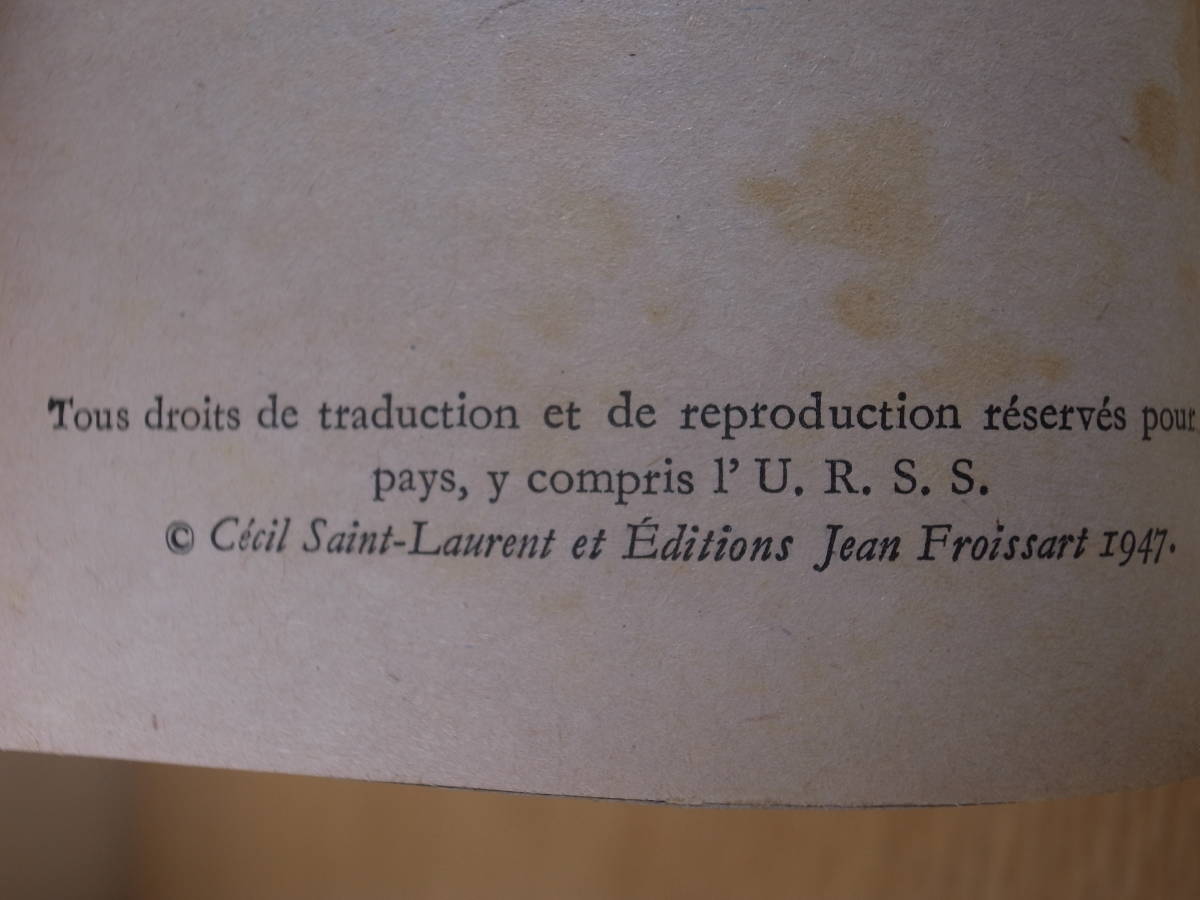 Tous droits de traduction et de reproduction réservés pour
pays, y compris l' U. R. S. S.
© Cécil Saint-Laurent et Éditions Jean Froissart 1947.